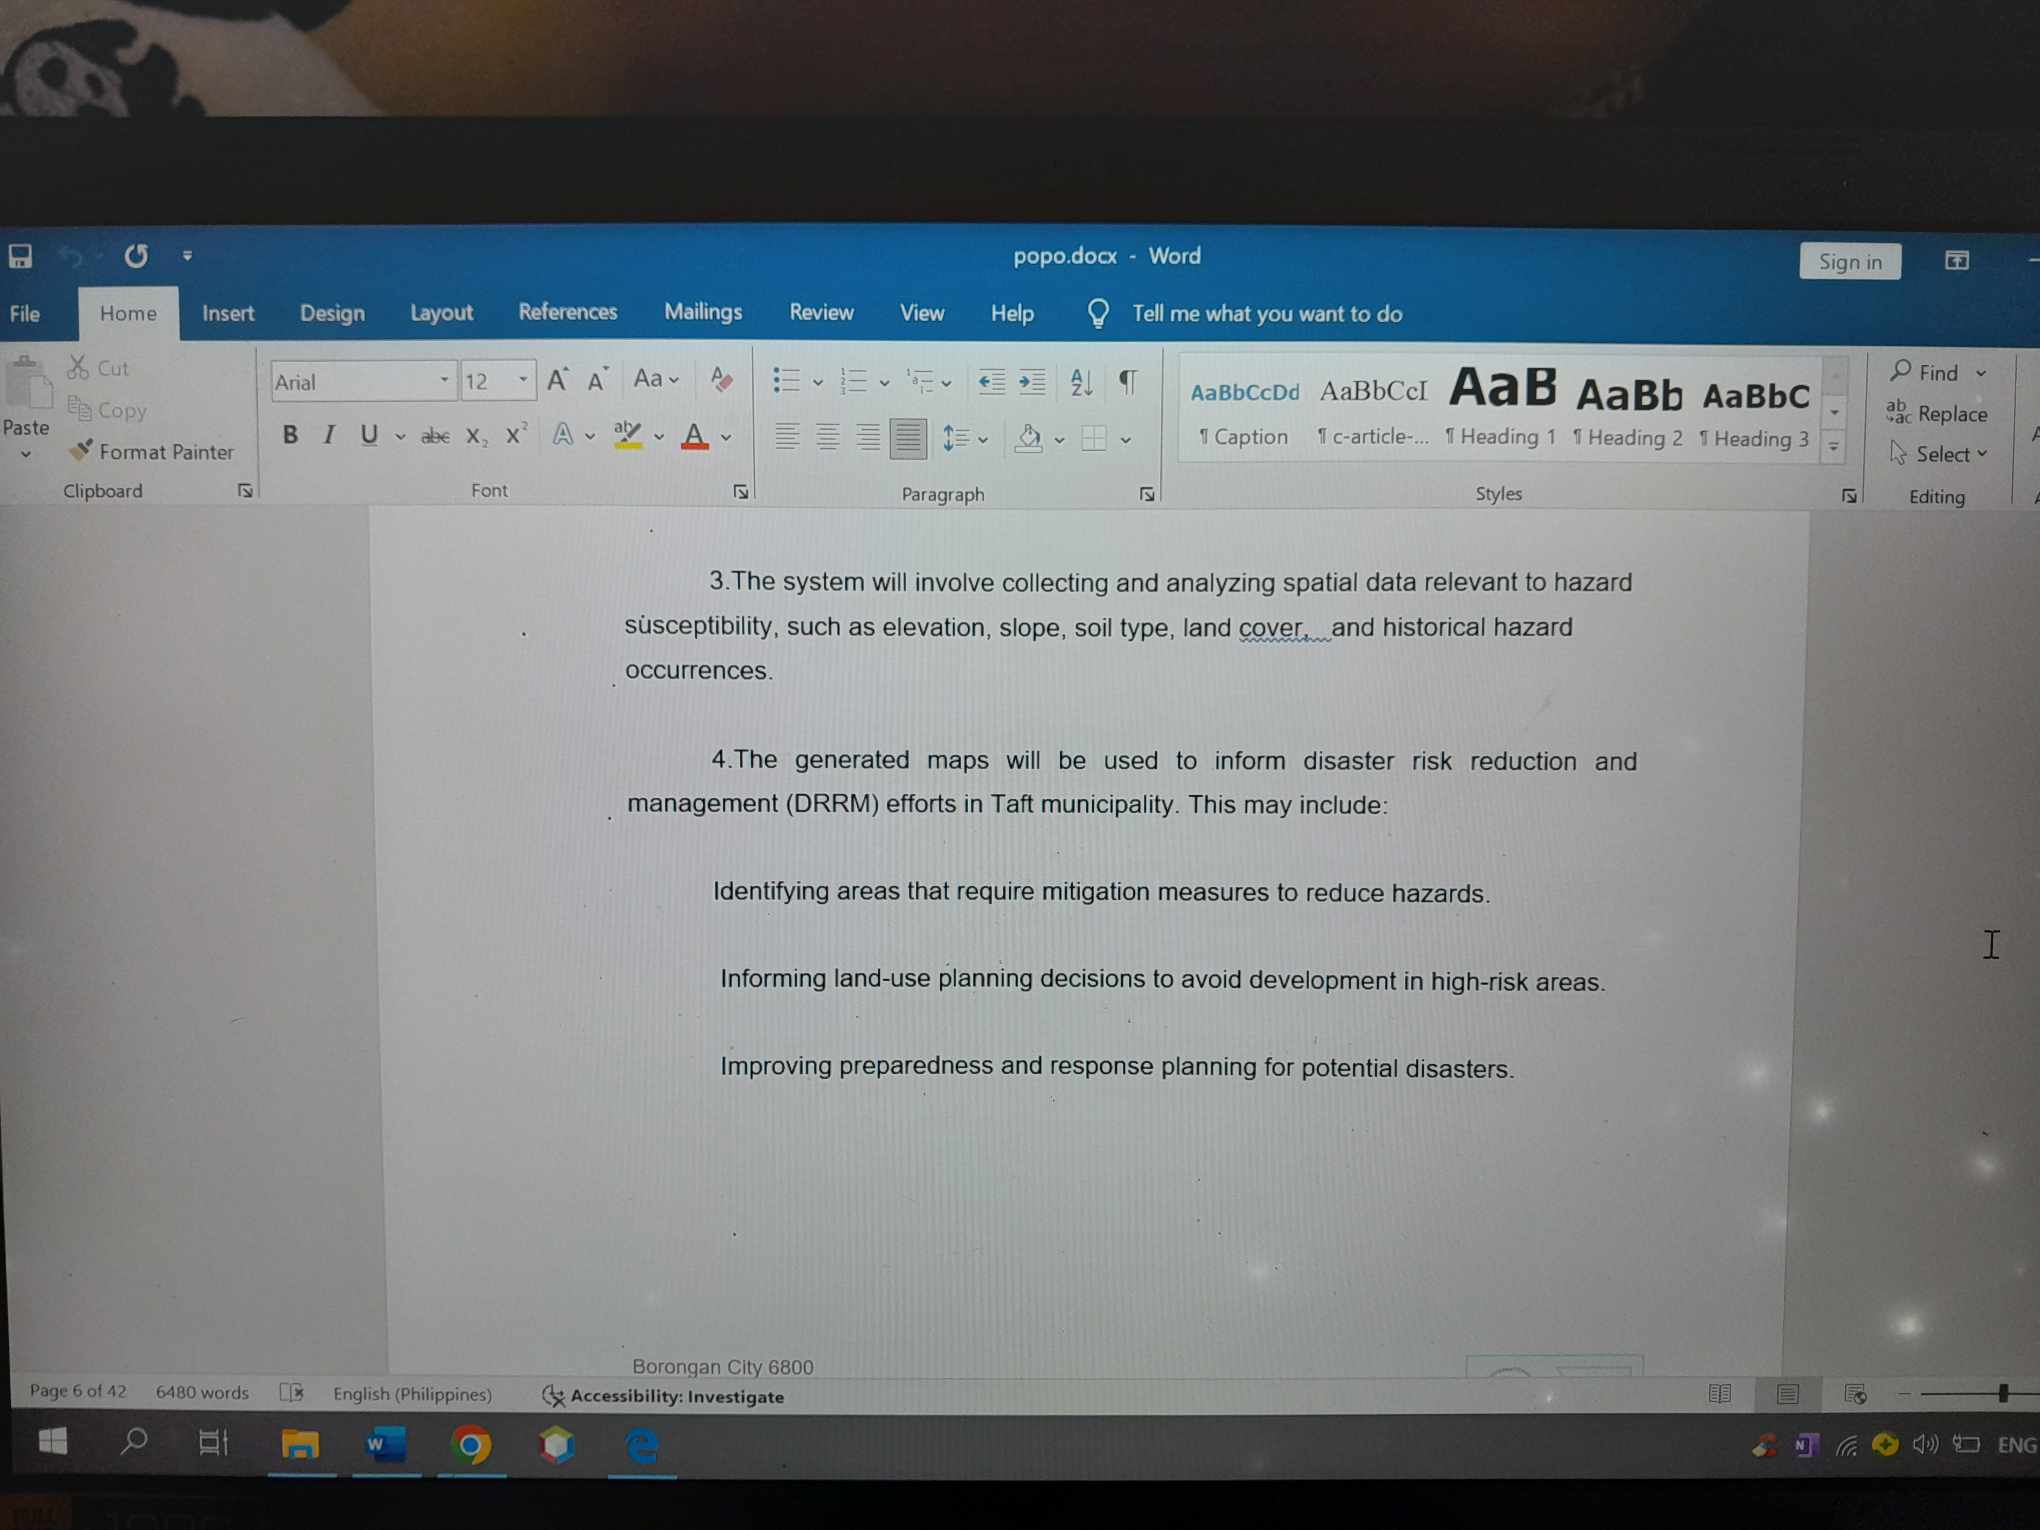 popo.docx - Word
Sign in
File Home Insert Design Layout References Mailings Review View Help Tell me what you want to do
Paste
Cut
Copy
Format Painter
Clipboard
Arial 12
Font
Paragraph
AaBbCcDd AaBbCcI AaB AaBb AaBbC
¶ Caption ¶ c-article-... ¶ Heading 1 ¶ Heading 2 ¶ Heading 3
Styles
Find
Replace
Select
Editing
3.The system will involve collecting and analyzing spatial data relevant to hazard
susceptibility, such as elevation, slope, soil type, land cover, and historical hazard
occurrences.
4.The generated maps will be used to inform disaster risk reduction and
management (DRRM) efforts in Taft municipality. This may include:
Identifying areas that require mitigation measures to reduce hazards.
Informing land-use planning decisions to avoid development in high-risk areas.
Improving preparedness and response planning for potential disasters.
Borongan City 6800
Page 6 of 42 6480 words English (Philippines) Accessibility: Investigate
ENG